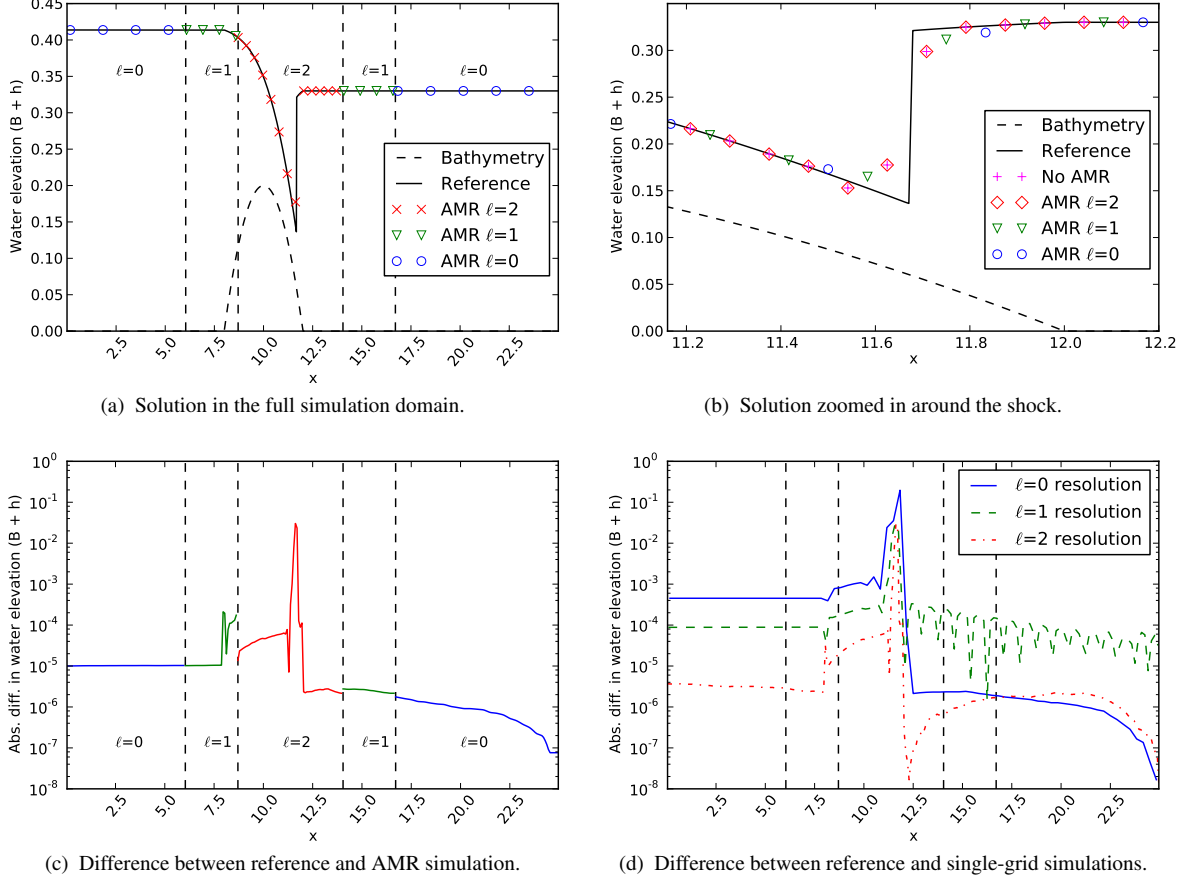 0.45
0.40
0.35
0.30
0.25
0.20
0.15
0.10
0.05
0.00
Water elevation (B + h)
ℓ=0 ℓ=1 ℓ=2 ℓ=1 ℓ=0
Bathymetry
Reference
AMR ℓ=2
AMR ℓ=1
AMR ℓ=0
2.5 5.0 7.5 10.0 12.5 15.0 17.5 20.0 22.5
x
(a) Solution in the full simulation domain.
0.30
0.25
0.20
0.15
0.10
0.05
0.00
Water elevation (B + h)
Bathymetry
Reference
No AMR
AMR ℓ=2
AMR ℓ=1
AMR ℓ=0
11.2 11.4 11.6 11.8 12.0 12.2
x
(b) Solution zoomed in around the shock.
10⁰
10⁻¹
10⁻²
10⁻³
10⁻⁴
10⁻⁵
10⁻⁶
10⁻⁷
10⁻⁸
Abs. diff. in water elevation (B + h)
ℓ=0 ℓ=1 ℓ=2 ℓ=1 ℓ=0
2.5 5.0 7.5 10.0 12.5 15.0 17.5 20.0 22.5
x
(c) Difference between reference and AMR simulation.
10⁰
10⁻¹
10⁻²
10⁻³
10⁻⁴
10⁻⁵
10⁻⁶
10⁻⁷
10⁻⁸
Abs. diff. in water elevation (B + h)
ℓ=0 resolution
ℓ=1 resolution
ℓ=2 resolution
2.5 5.0 7.5 10.0 12.5 15.0 17.5 20.0 22.5
x
(d) Difference between reference and single-grid simulations.